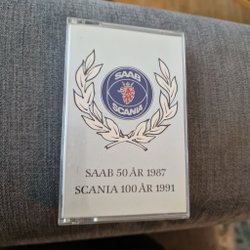 SAAB
SCANIA
SAAB 50 ÅR 1987
SCANIA 100 ÅR 1991